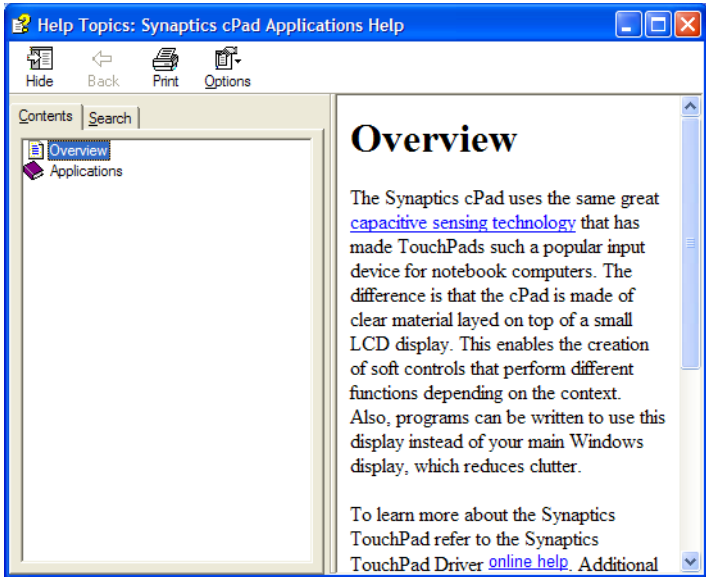 Help Topics: Synaptics cPad Applications Help
Hide Back Print Options
Contents Search
Overview
Applications
Overview
The Synaptics cPad uses the same great
capacitive sensing technology that has
made TouchPads such a popular input
device for notebook computers. The
difference is that the cPad is made of
clear material layed on top of a small
LCD display. This enables the creation
of soft controls that perform different
functions depending on the context.
Also, programs can be written to use this
display instead of your main Windows
display, which reduces clutter.
To learn more about the Synaptics
TouchPad refer to the Synaptics
TouchPad Driver online help. Additional